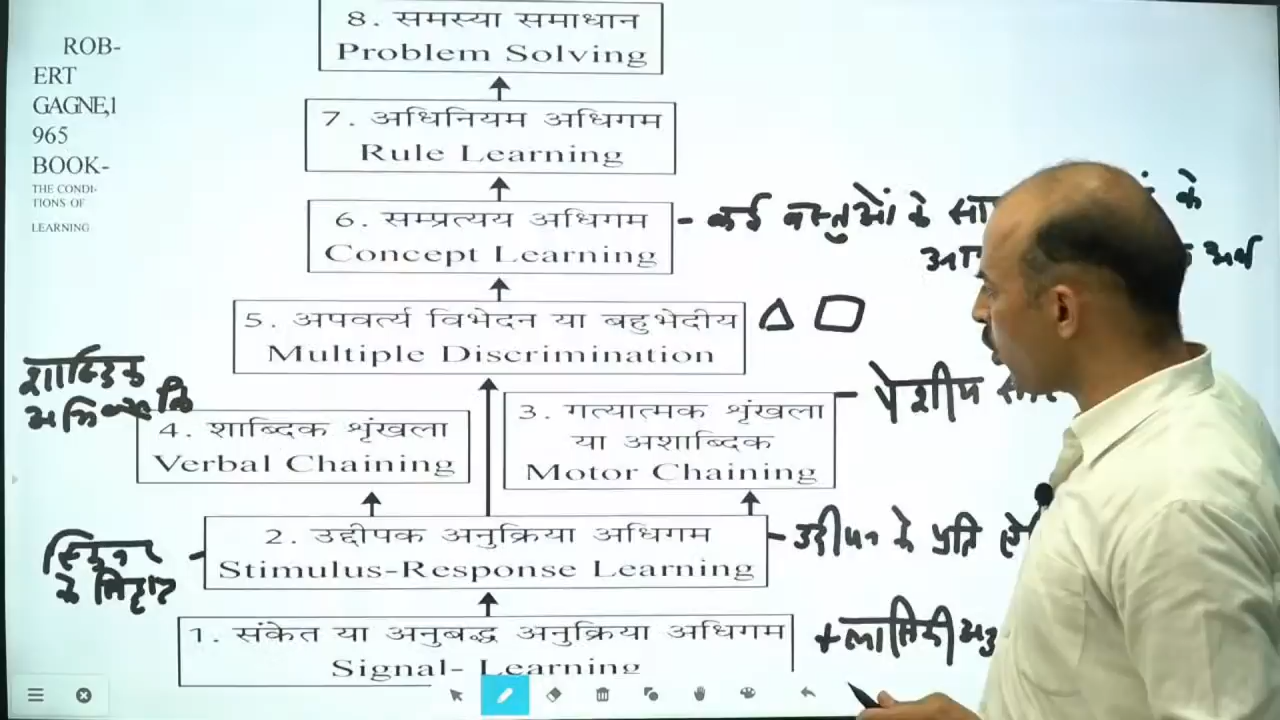 ROB-
ERT
GAGNE,1
965
BOOK-
THE CONDI-
TIONS OF
LEARNING
8. समस्या समाधान
Problem Solving
7. अधिनियम अधिगम
Rule Learning
6. सम्प्रत्यय अधिगम
Concept Learning
- कई वस्तुओं के के
अर्थ
5. अपवर्त्य विभेदन या बहुभेदीय
Multiple Discrimination
शाब्दिक
अभिव्यक्ति
4. शाब्दिक श्रृंखला
Verbal Chaining
3. गत्यात्मक श्रृंखला
या अशाब्दिक
Motor Chaining
- पेशीय
2. उद्दीपक अनुक्रिया अधिगम
Stimulus-Response Learning
- उद्दीपन के प्रति
के
1. संकेत या अनुबद्ध अनुक्रिया अधिगम
Signal- Learning